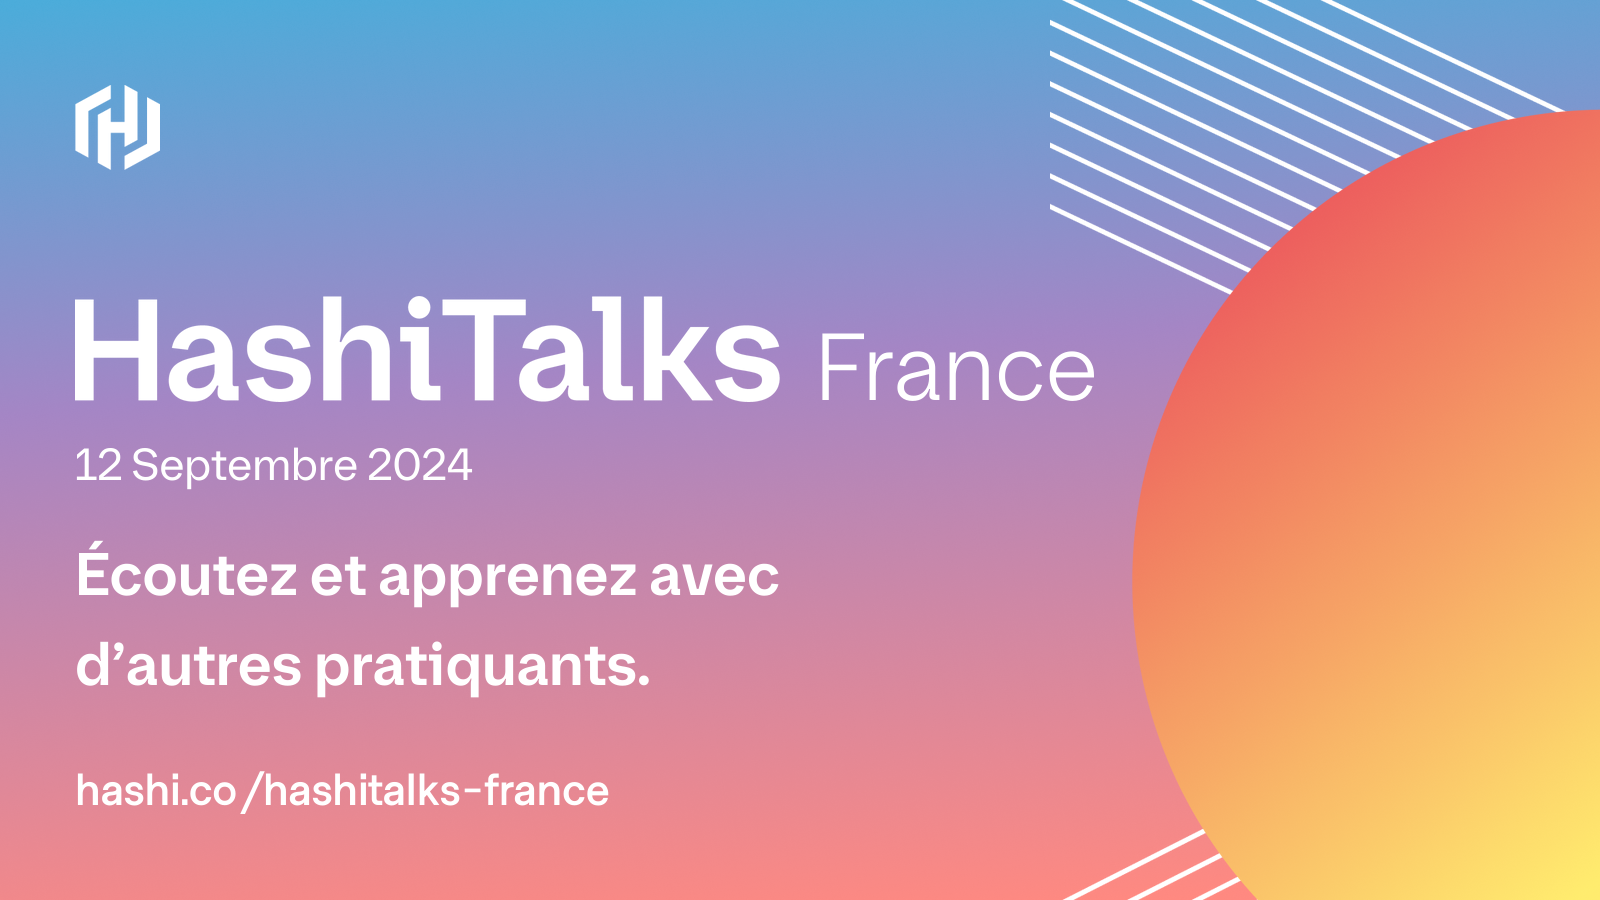 HashiTalks France
12 Septembre 2024
Écoutez et apprenez avec
d’autres pratiquants.
hashi.co/hashitalks-france